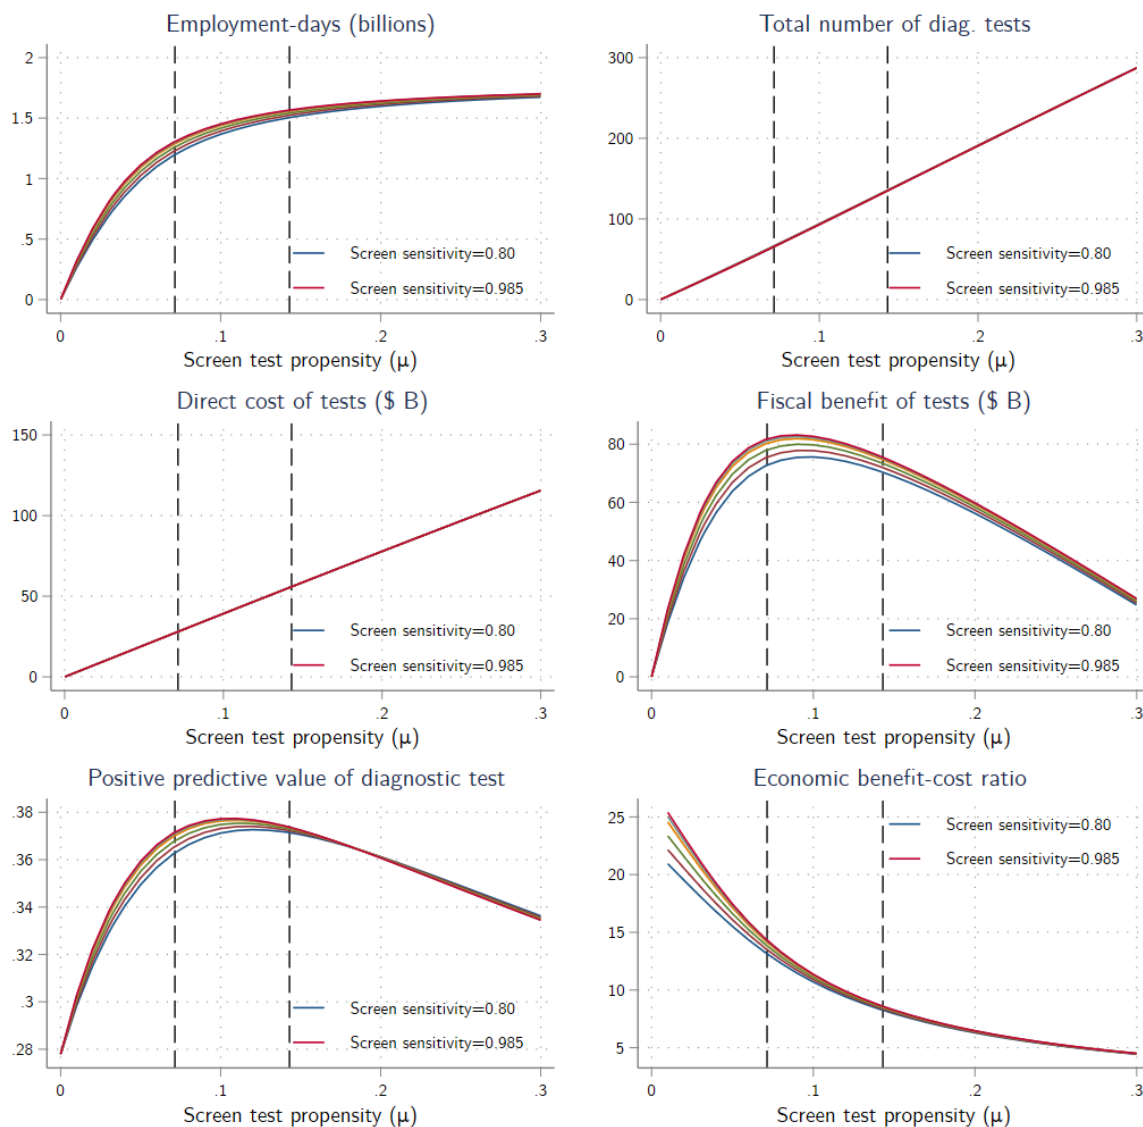 Employment-days (billions)
2
1.5
1
.5
0
Screen sensitivity=0.80
Screen sensitivity=0.985
0 .1 .2 .3
Screen test propensity (μ)
Total number of diag. tests
300
200
100
0
Screen sensitivity=0.80
Screen sensitivity=0.985
0 .1 .2 .3
Screen test propensity (μ)
Direct cost of tests ($ B)
150
100
50
0
Screen sensitivity=0.80
Screen sensitivity=0.985
0 .1 .2 .3
Screen test propensity (μ)
Fiscal benefit of tests ($ B)
80
60
40
20
0
Screen sensitivity=0.80
Screen sensitivity=0.985
0 .1 .2 .3
Screen test propensity (μ)
Positive predictive value of diagnostic test
.38
.36
.34
.32
.3
.28
Screen sensitivity=0.80
Screen sensitivity=0.985
0 .1 .2 .3
Screen test propensity (μ)
Economic benefit-cost ratio
25
20
15
10
5
Screen sensitivity=0.80
Screen sensitivity=0.985
0 .1 .2 .3
Screen test propensity (μ)